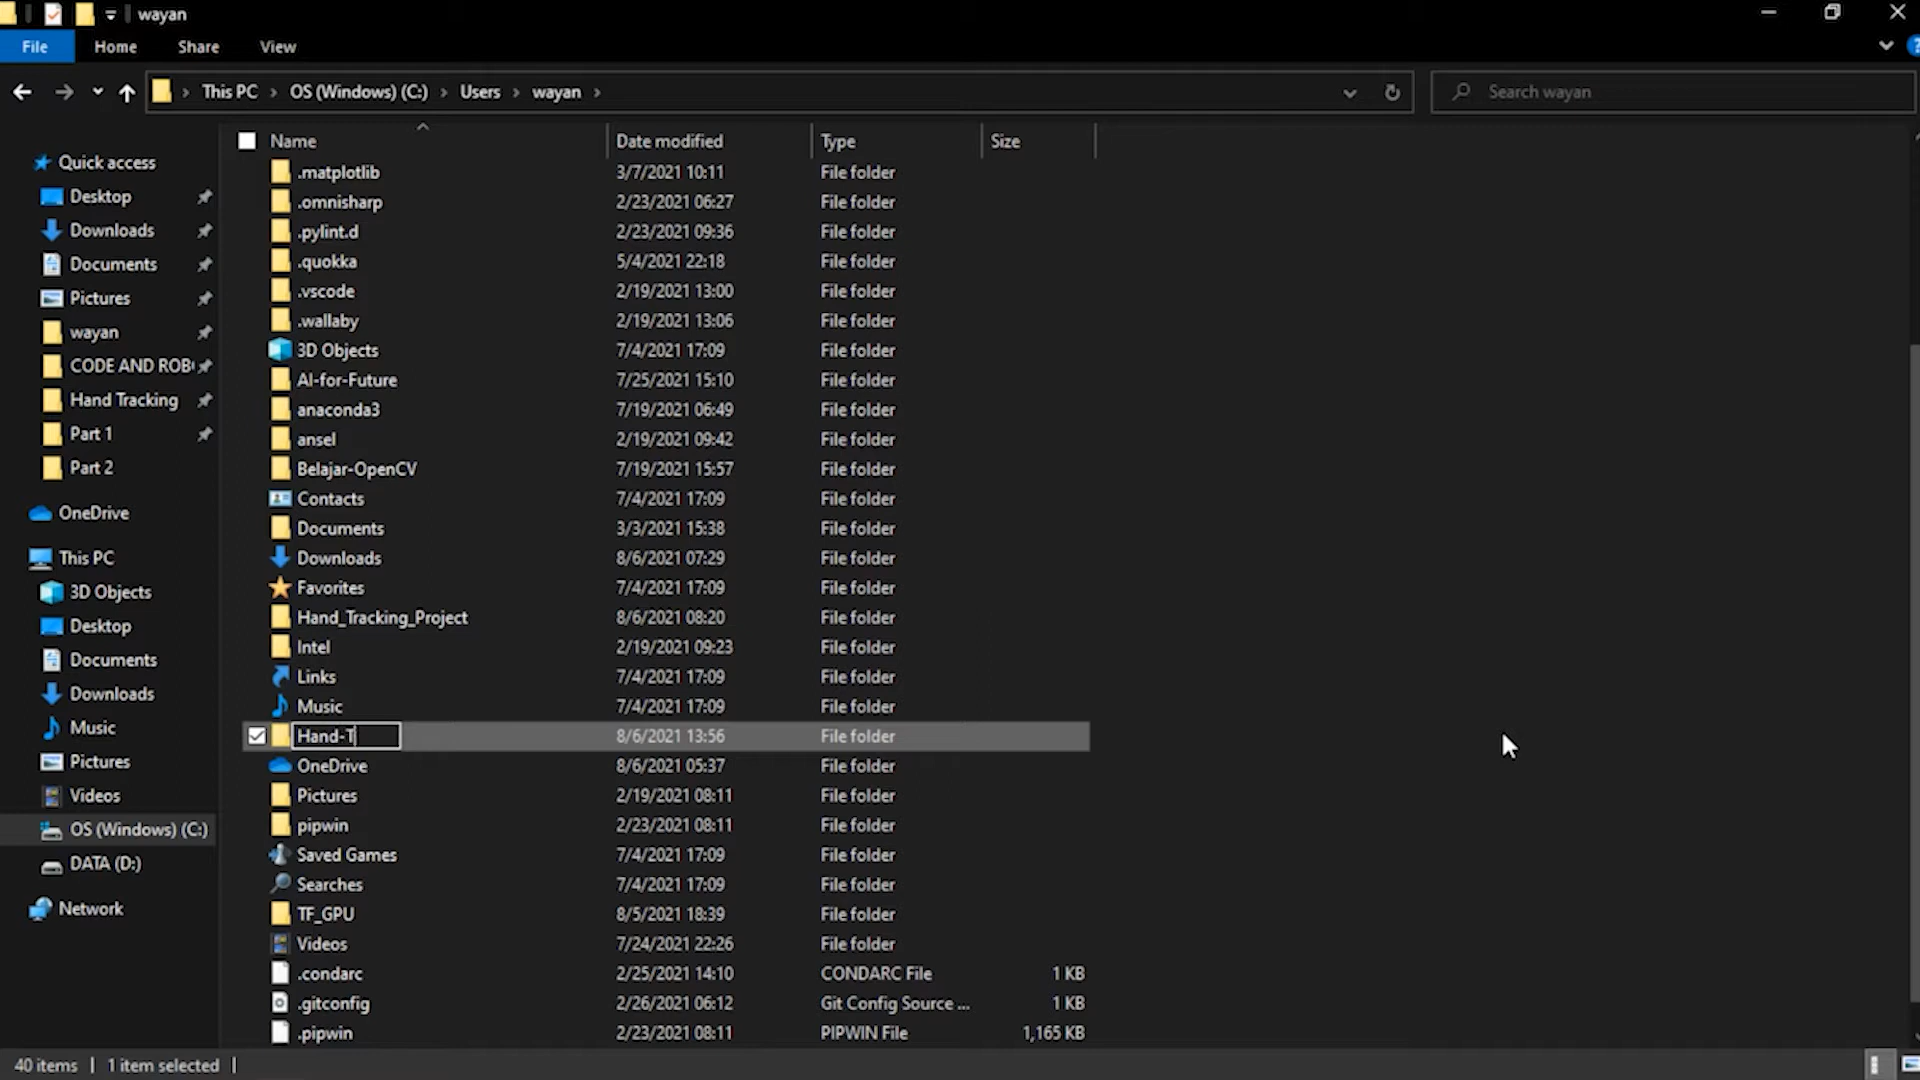 wayan
File Home Share View
This PC OS (Windows) (C:) Users wayan
Search wayan
Name Date modified Type Size
Quick access
Desktop
Downloads
Documents
Pictures
wayan
CODE AND ROB
Hand Tracking
Part 1
Part 2
OneDrive
This PC
3D Objects
Desktop
Documents
Downloads
Music
Pictures
Videos
OS (Windows) (C:)
DATA (D:)
Network
.matplotlib 3/7/2021 10:11 File folder
.omnisharp 2/23/2021 06:27 File folder
.pylint.d 2/23/2021 09:36 File folder
.quokka 5/4/2021 22:18 File folder
.vscode 2/19/2021 13:00 File folder
.wallaby 2/19/2021 13:06 File folder
3D Objects 7/4/2021 17:09 File folder
AI-for-Future 7/25/2021 15:10 File folder
anaconda3 7/19/2021 06:49 File folder
ansel 2/19/2021 09:42 File folder
Belajar-OpenCV 7/19/2021 15:57 File folder
Contacts 7/4/2021 17:09 File folder
Documents 3/3/2021 15:38 File folder
Downloads 8/6/2021 07:29 File folder
Favorites 7/4/2021 17:09 File folder
Hand_Tracking_Project 8/6/2021 08:20 File folder
Intel 2/19/2021 09:23 File folder
Links 7/4/2021 17:09 File folder
Music 7/4/2021 17:09 File folder
Hand-T 8/6/2021 13:56 File folder
OneDrive 8/6/2021 05:37 File folder
Pictures 2/19/2021 08:11 File folder
pipwin 2/23/2021 08:11 File folder
Saved Games 7/4/2021 17:09 File folder
Searches 7/4/2021 17:09 File folder
TF_GPU 8/5/2021 18:39 File folder
Videos 7/24/2021 22:26 File folder
.condarc 2/25/2021 14:10 CONDARC File 1 KB
.gitconfig 2/26/2021 06:12 Git Config Source ... 1 KB
.pipwin 2/23/2021 08:11 PIPWIN File 1,165 KB
40 items 1 item selected